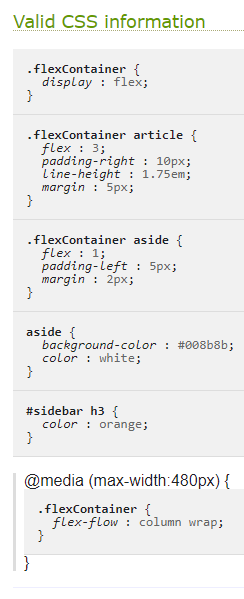 Valid CSS information
.flexContainer {
display : flex;
}
.flexContainer article {
flex : 3;
padding-right : 10px;
line-height : 1.75em;
margin : 5px;
}
.flexContainer aside {
flex : 1;
padding-left : 5px;
margin : 2px;
}
aside {
background-color : #008b8b;
color : white;
}
#sidebar h3 {
color : orange;
}
@media (max-width:480px) {
.flexContainer {
flex-flow : column wrap;
}
}